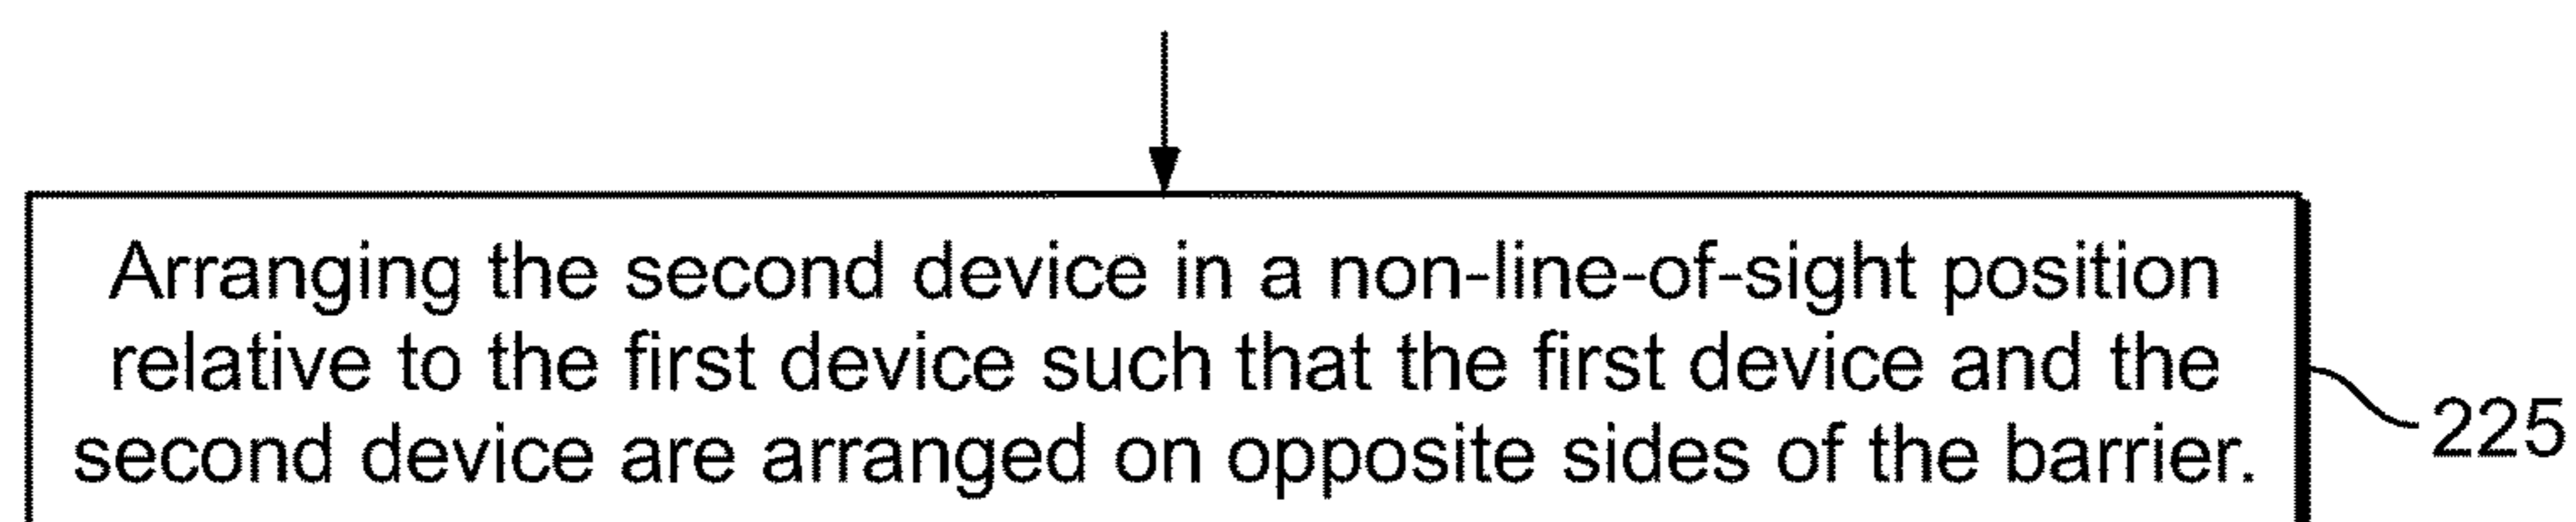 Arranging the second device in a non-line-of-sight position
relative to the first device such that the first device and the
second device are arranged on opposite sides of the barrier.
225